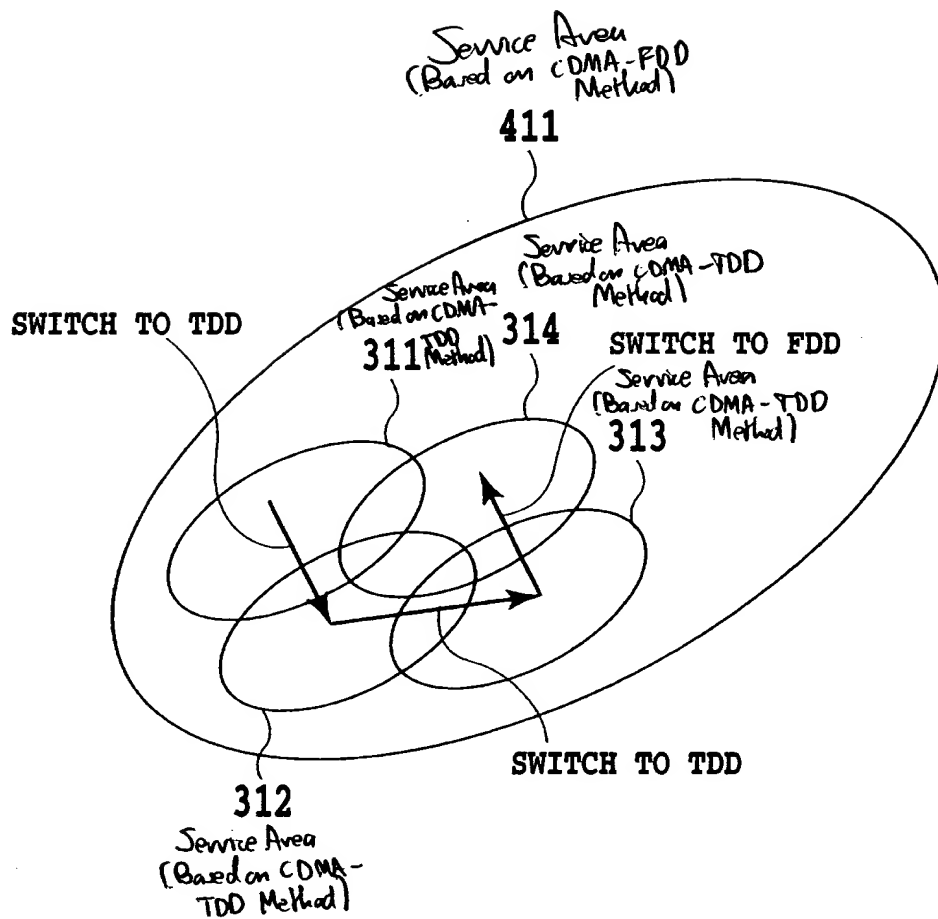 Service Area
(Based on CDMA-FDD
Method)
411
Service Area
(Based on CDMA-TDD
Method)
314
Service Area
(Based on CDMA-
TDD
Method)
311
SWITCH TO TDD
SWITCH TO FDD
Service Area
(Based on CDMA-TDD
Method)
313
SWITCH TO TDD
312
Service Area
(Based on CDMA-
TDD Method)